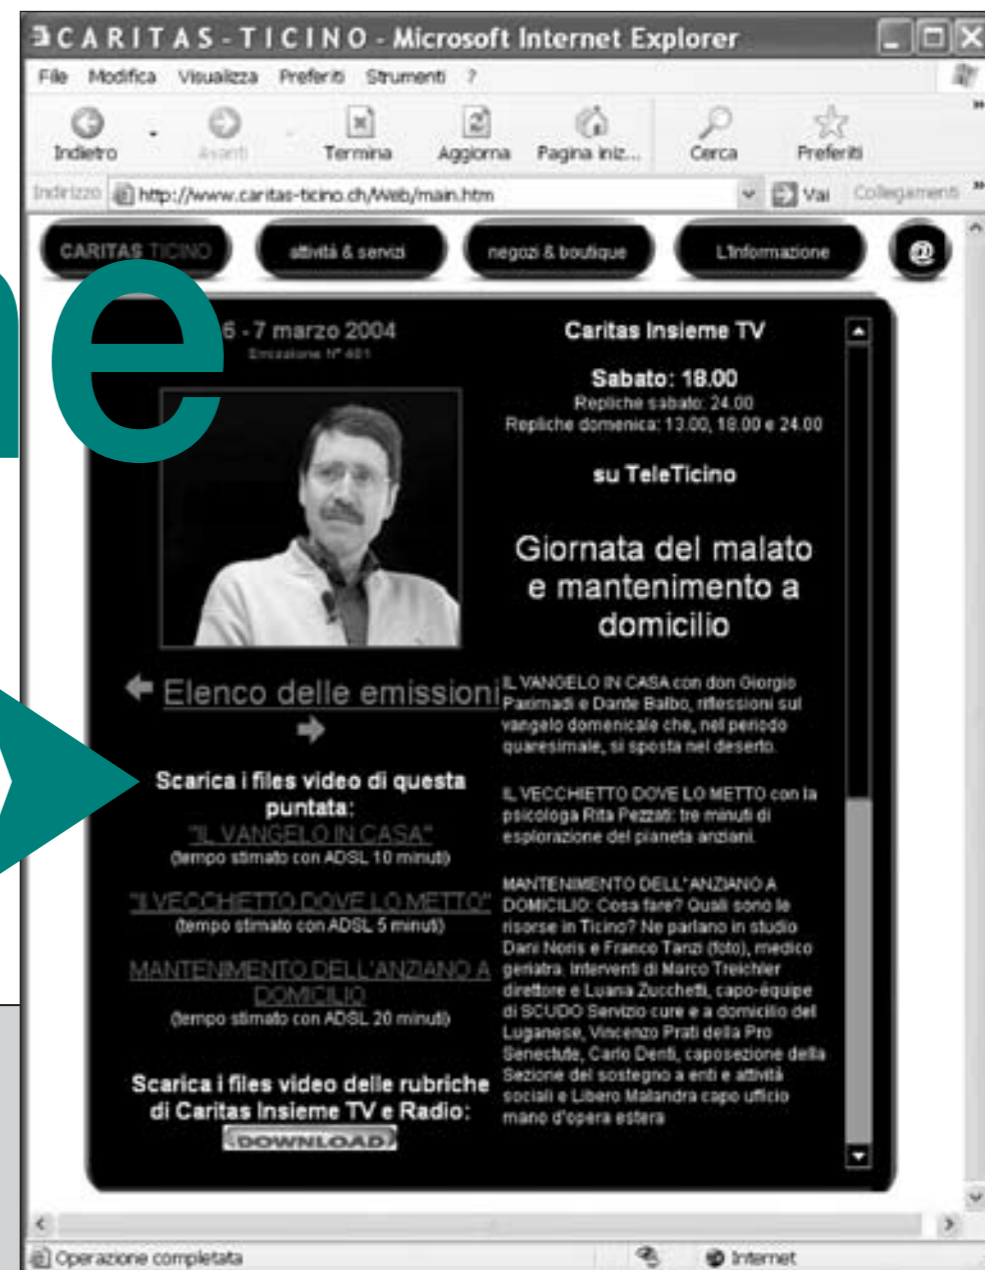 CARITAS-TICINO - Microsoft Internet Explorer
File Modifica Visualizza Preferiti Strumenti ?
Indietro Avanti Termina Aggiorna Pagina iniz... Cerca Preferiti »
Indirizzo http://www.caritas-ticino.ch/Web/main.htm Vai Collegamenti »
CARITAS TICINO attività & servizi negozi & boutique L'Informazione @
ne
6 - 7 marzo 2004
Emissione N° 481
Elenco delle emissioni
Scarica i files video di questa
puntata:
"IL VANGELO IN CASA"
(tempo stimato con ADSL 10 minuti)
"IL VECCHIETTO DOVE LO METTO"
(tempo stimato con ADSL 5 minuti)
MANTENIMENTO DELL'ANZIANO A
DOMICILIO
(tempo stimato con ADSL 20 minuti)
Scarica i files video delle rubriche
di Caritas Insieme TV e Radio:
DOWNLOAD
Caritas Insieme TV
Sabato: 18.00
Repliche sabato: 24.00
Repliche domenica: 13.00, 18.00 e 24.00
su TeleTicino
Giornata del malato
e mantenimento a
domicilio
IL VANGELO IN CASA con don Giorgio
Paximadi e Dante Balbo, riflessioni sul
vangelo domenicale che, nel periodo
quaresimale, si sposta nel deserto.
IL VECCHIETTO DOVE LO METTO con la
psicologa Rita Pezzati: tre minuti di
esplorazione del pianeta anziani.
MANTENIMENTO DELL'ANZIANO A
DOMICILIO: Cosa fare? Quali sono le
risorse in Ticino? Ne parlano in studio
Dani Noris e Franco Tanzi (foto), medico
geriatra. Interventi di Marco Treichler
direttore e Luana Zucchetti, capo-équipe
di SCUDO Servizio cure e a domicilio del
Luganese, Vincenzo Prati della Pro
Senectute, Carlo Denti, caposezione della
Sezione del sostegno a enti e attività
sociali e Libero Malandra capo ufficio
mano d'opera estera
Operazione completata Internet